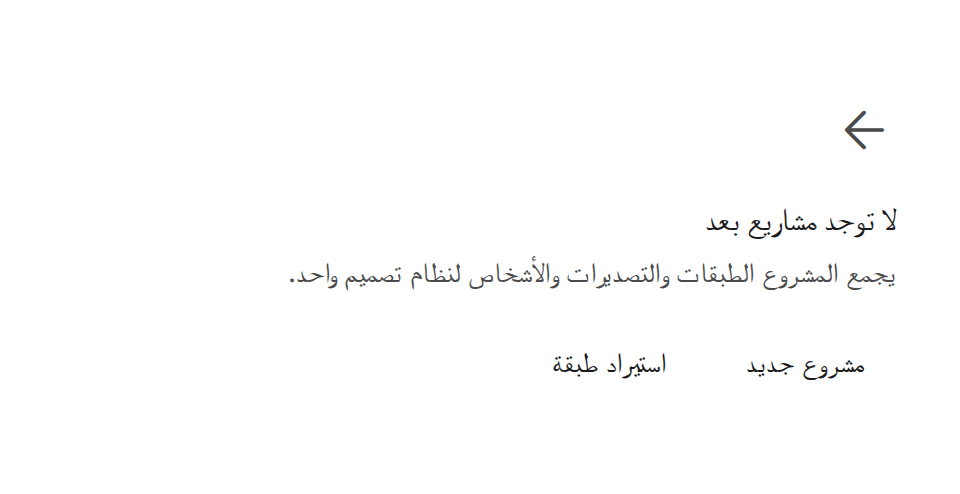 لا توجد مشاريع بعد
يجمع المشروع الطبقات والتصديرات والأشخاص لنظام تصميم واحد.
مشروع جديد
استيراد طبقة